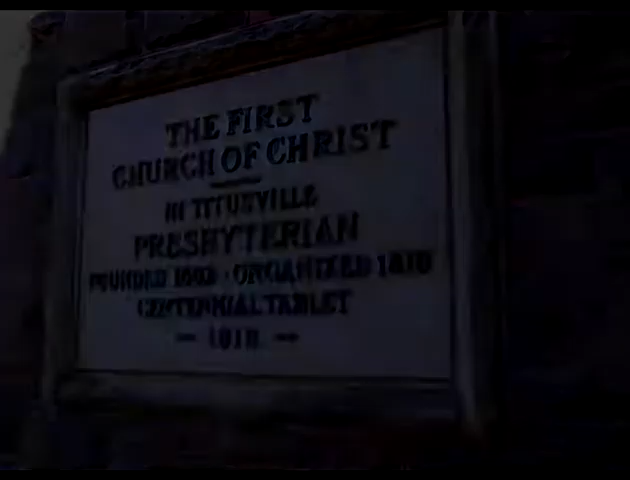 THE FIRST
CHURCH OF CHRIST
IN TITUSVILLE
PRESBYTERIAN
FOUNDED ORGANIZED
CENTENNIAL TABLET